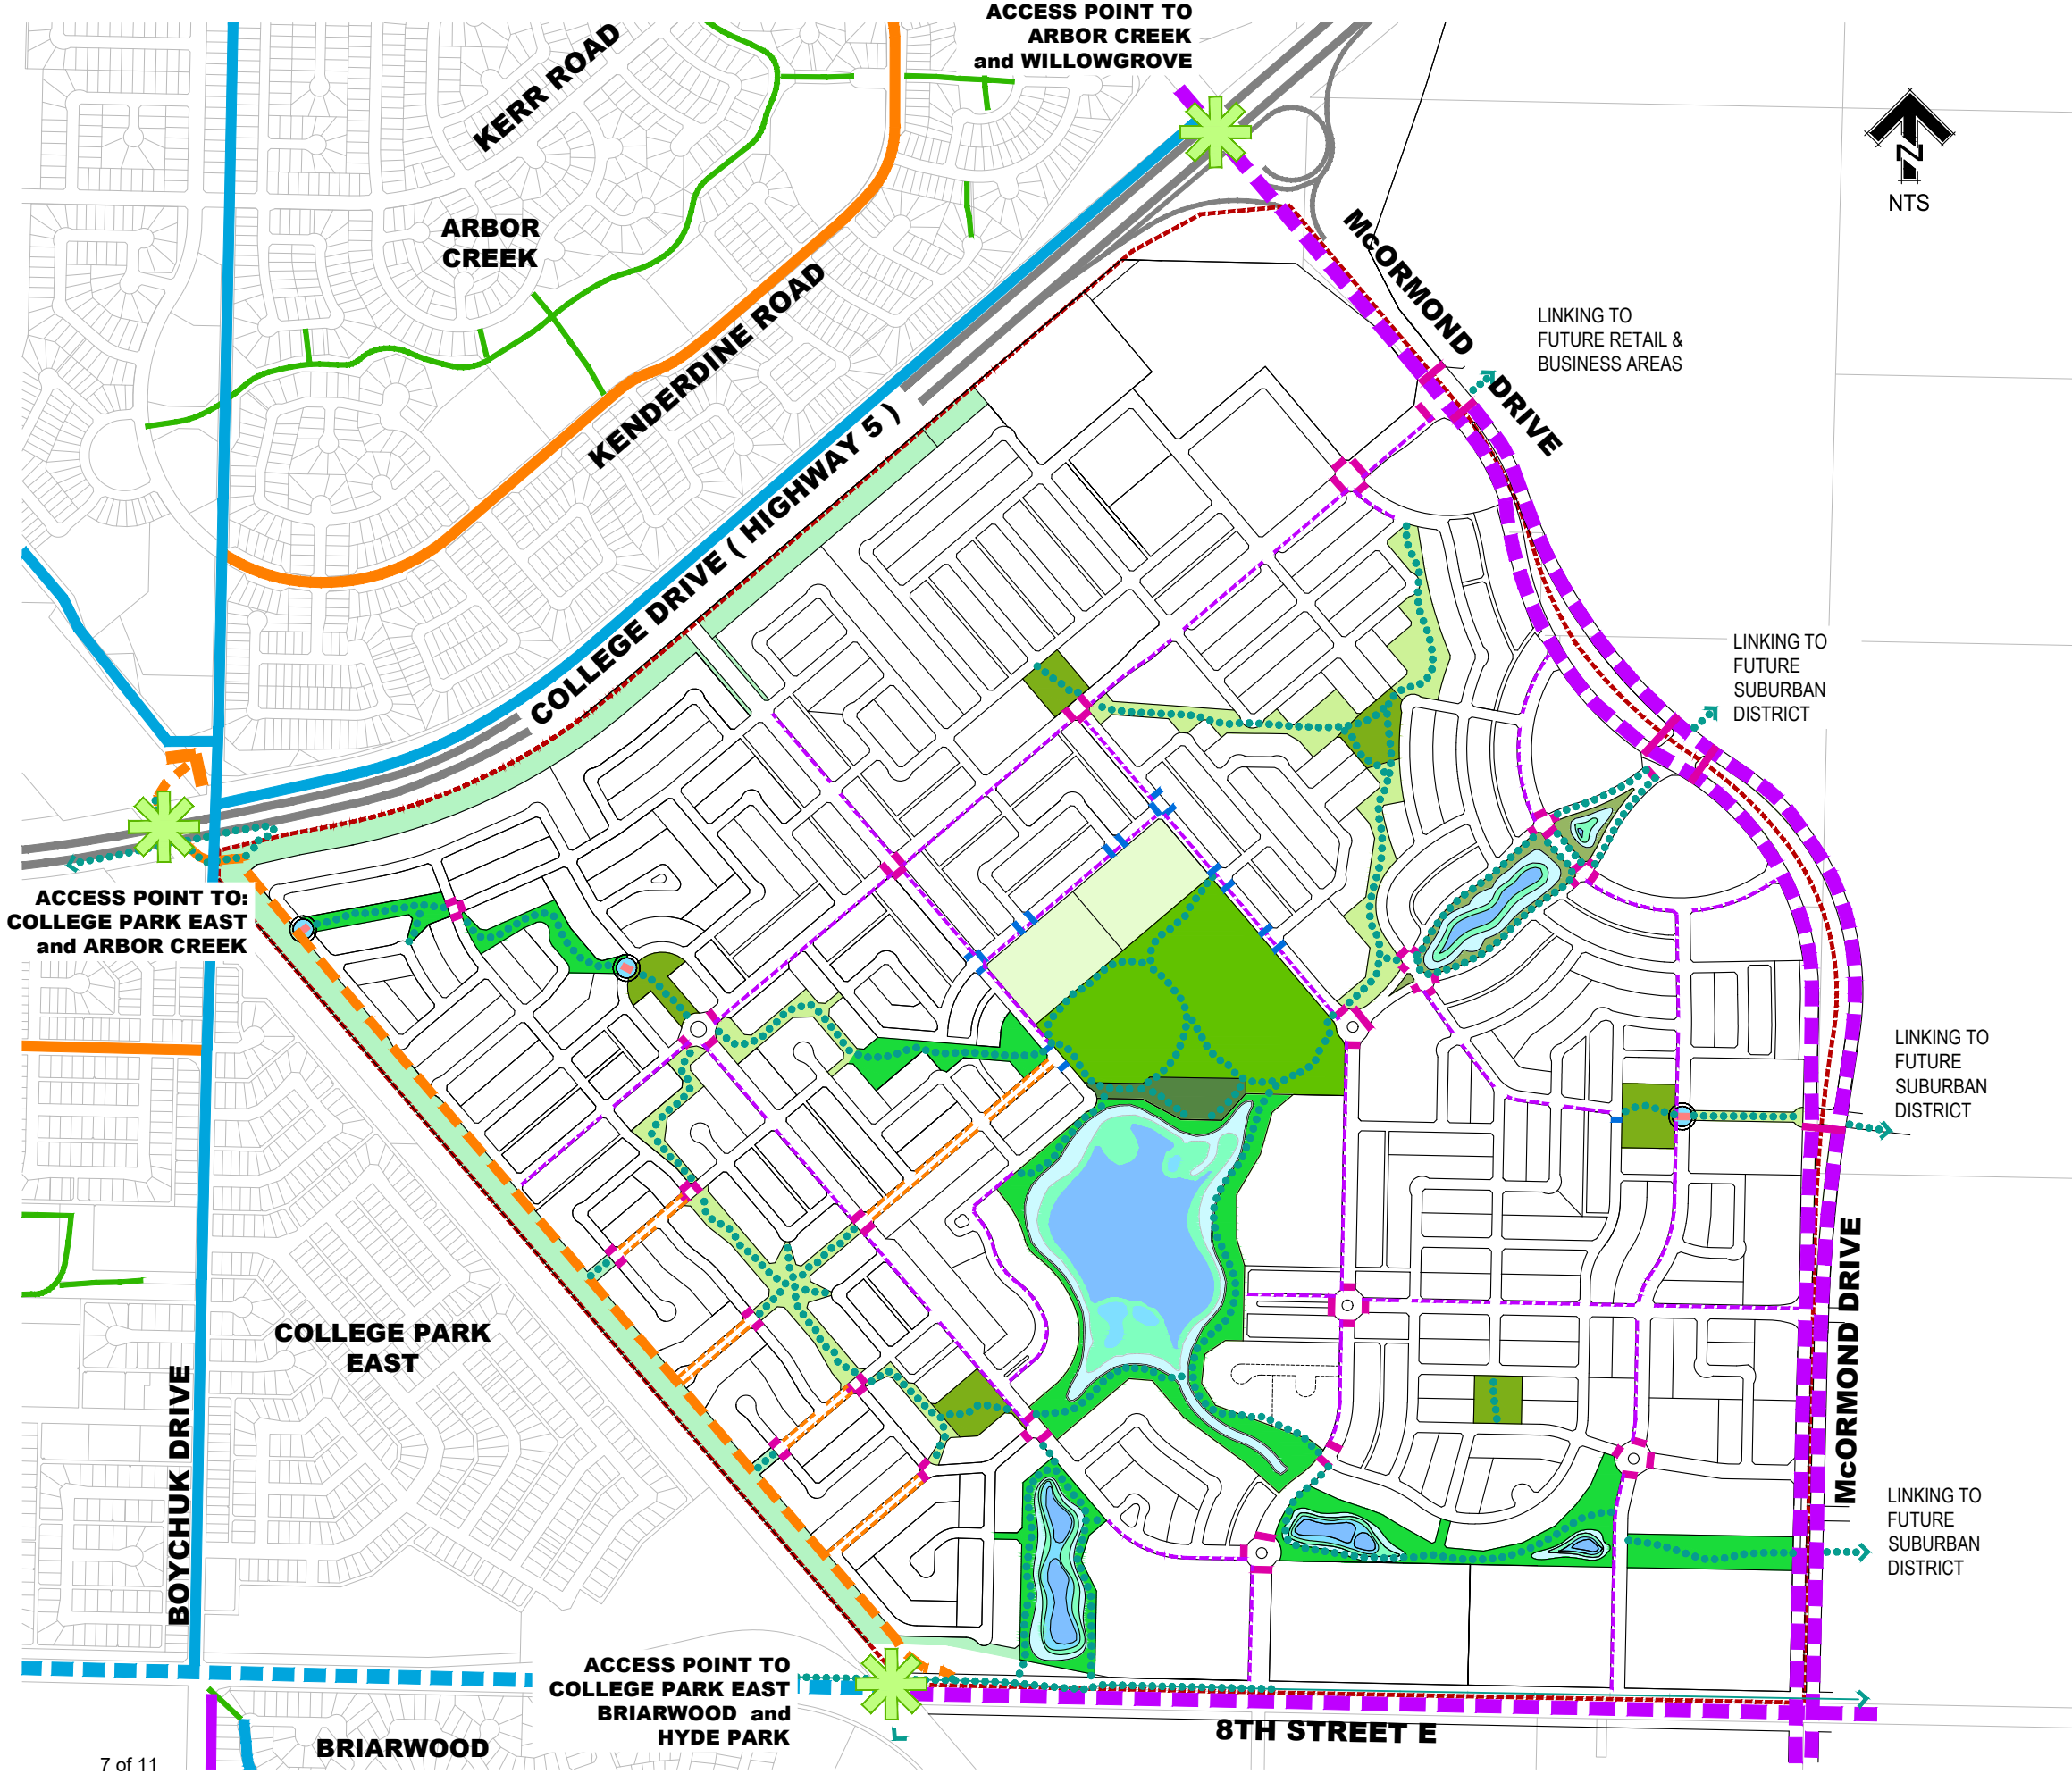 ACCESS POINT TO
ARBOR CREEK
and WILLOWGROVE
KERR ROAD
NTS
ARBOR
CREEK
McORMOND DRIVE
KENDERDINE ROAD
LINKING TO
FUTURE RETAIL &
BUSINESS AREAS
COLLEGE DRIVE ( HIGHWAY 5 )
LINKING TO
FUTURE
SUBURBAN
DISTRICT
ACCESS POINT TO:
COLLEGE PARK EAST
and ARBOR CREEK
LINKING TO
FUTURE
SUBURBAN
DISTRICT
COLLEGE PARK
EAST
BOYCHUK DRIVE
McORMOND DRIVE
LINKING TO
FUTURE
SUBURBAN
DISTRICT
ACCESS POINT TO
COLLEGE PARK EAST
BRIARWOOD and
HYDE PARK
8TH STREET E
BRIARWOOD
7 of 11